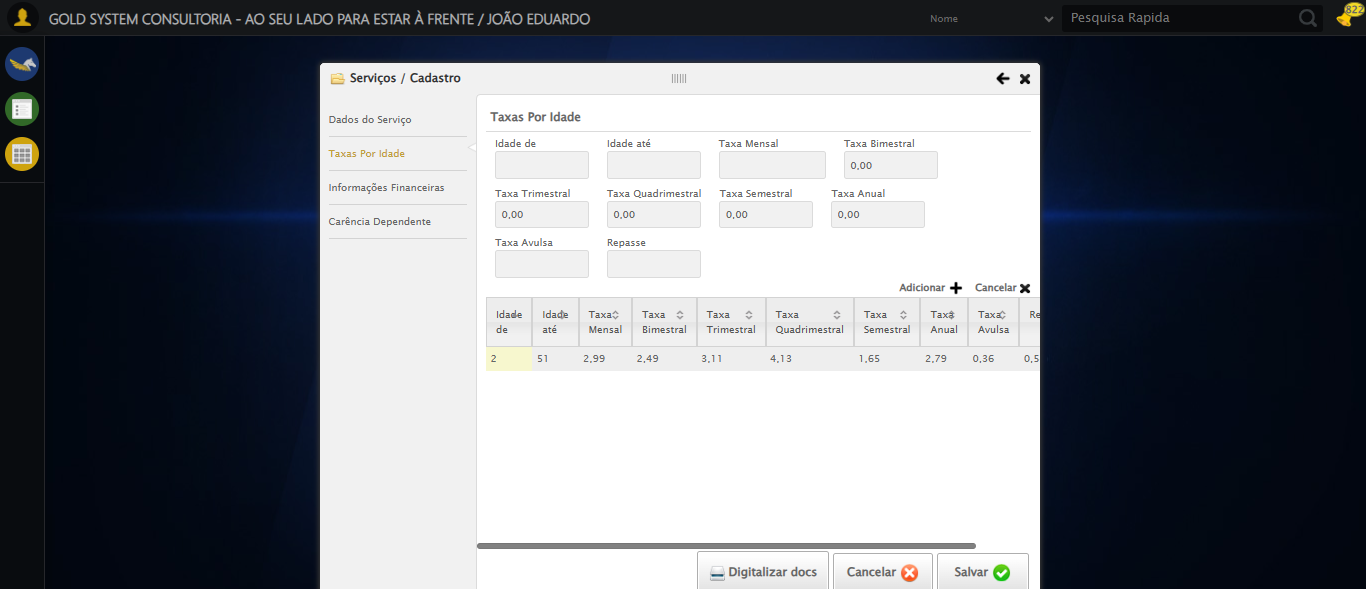 GOLD SYSTEM CONSULTORIA - AO SEU LADO PARA ESTAR À FRENTE / JOÃO EDUARDO
Nome
Pesquisa Rapida
822
Serviços / Cadastro
Dados do Serviço
Taxas Por Idade
Informações Financeiras
Carência Dependente
Taxas Por Idade
Idade de Idade até Taxa Mensal Taxa Bimestral
0,00
Taxa Trimestral Taxa Quadrimestral Taxa Semestral Taxa Anual
0,00 0,00 0,00 0,00
Taxa Avulsa Repasse
Adicionar Cancelar
Idade de Idade até Taxa Mensal Taxa Bimestral Taxa Trimestral Taxa Quadrimestral Taxa Semestral Taxa Anual Taxa Avulsa Re
2 51 2,99 2,49 3,11 4,13 1,65 2,79 0,36 0,5
Digitalizar docs Cancelar Salvar